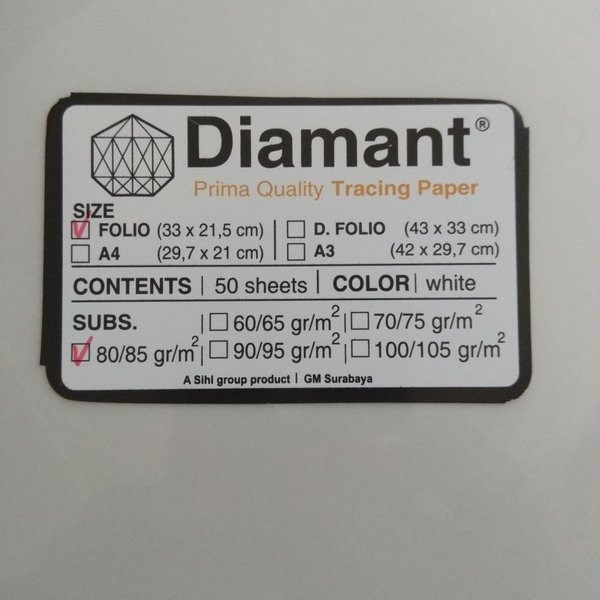 Diamant®
Prima Quality Tracing Paper
SIZE
FOLIO (33 x 21,5 cm) | D. FOLIO (43 x 33 cm)
A4 (29,7 x 21 cm) A3 (42 x 29,7 cm)
CONTENTS | 50 sheets | COLOR | white
SUBS. | 60/65 gr/m² | 70/75 gr/m²
80/85 gr/m² | 90/95 gr/m² | 100/105 gr/m²
A Sihl group product | GM Surabaya